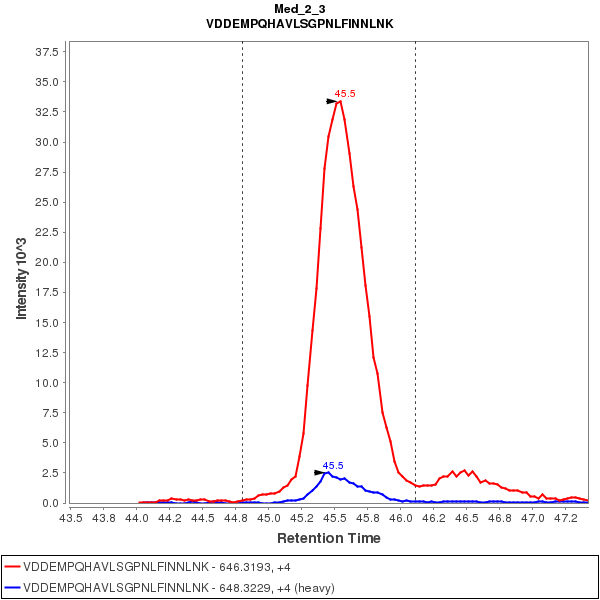 Med_2_3
VDDEMPQHAVLSGPNLFINNLNK
37.5
35.0
32.5
30.0
27.5
25.0
22.5
20.0
17.5
15.0
12.5
10.0
7.5
5.0
2.5
0.0
Intensity 10^3
45.5
45.5
43.5 43.8 44.0 44.2 44.5 44.8 45.0 45.2 45.5 45.8 46.0 46.2 46.5 46.8 47.0 47.2
Retention Time
VDDEMPQHAVLSGPNLFINNLNK - 646.3193, +4
VDDEMPQHAVLSGPNLFINNLNK - 648.3229, +4 (heavy)